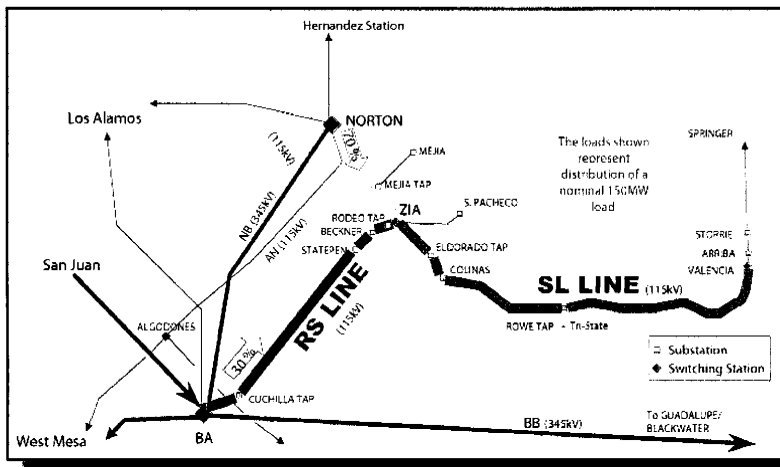 Hernandez Station
Los Alamos
NORTON
(115kV)
70%
MEJIA
MEJIA TAP
The loads shown
represent
distribution of a
nominal 150MW
load
SPRINGER
NB (345kV)
AN (115kV)
RODEO TAP
ZIA
S. PACHECO
BECKNER
STATEPEN
ELDORADO TAP
COLINAS
STORRIE
ARRIBA
VALENCIA
San Juan
RS LINE
(115kV)
SL LINE (115kV)
ALGODONES
ROWE TAP - Tri-State
30%
Substation
Switching Station
CUCHILLA TAP
BA
West Mesa
BB (345kV)
To GUADALUPE/
BLACKWATER